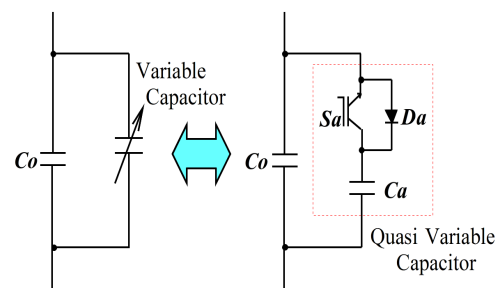 Variable
Capacitor
Co
Sa
Da
Co
Ca
Quasi Variable
Capacitor